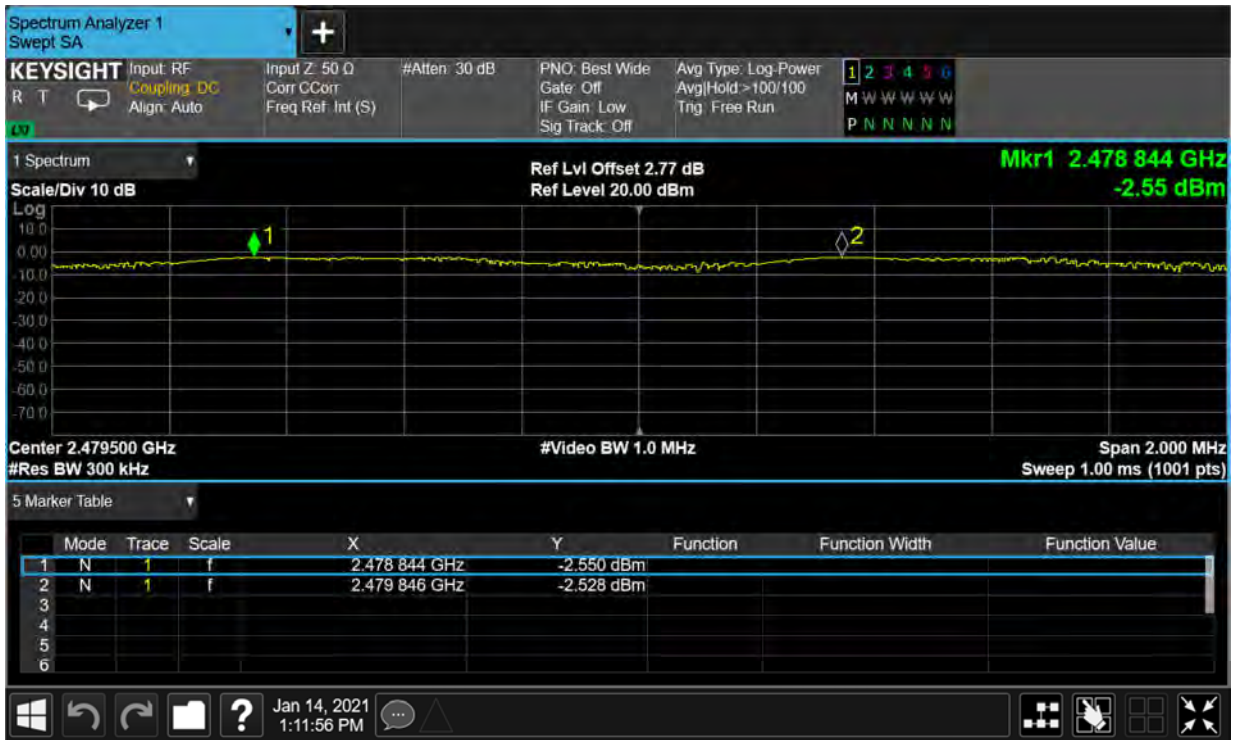 Spectrum Analyzer 1
Swept SA
+
KEYSIGHT Input: RF Input Z: 50 Ω #Atten: 30 dB PNO: Best Wide Avg Type: Log-Power 1 2 3 4 5 6
R T Coupling: DC Corr CCorr Gate: Off Avg|Hold:>100/100 M W W W W W
Align: Auto Freq Ref: Int (S) IF Gain: Low Trig: Free Run
LXI Sig Track: Off P N N N N N
1 Spectrum Ref Lvl Offset 2.77 dB Mkr1 2.478 844 GHz
Scale/Div 10 dB Ref Level 20.00 dBm -2.55 dBm
Log
10.0
0.00
-10.0
-20.0
-30.0
-40.0
-50.0
-60.0
-70.0
1
2
Center 2.479500 GHz #Video BW 1.0 MHz Span 2.000 MHz
#Res BW 300 kHz Sweep 1.00 ms (1001 pts)
5 Marker Table
Mode Trace Scale X Y Function Function Width Function Value
1 N 1 f 2.478 844 GHz -2.550 dBm
2 N 1 f 2.479 846 GHz -2.528 dBm
3
4
5
6
? Jan 14, 2021
1:11:56 PM